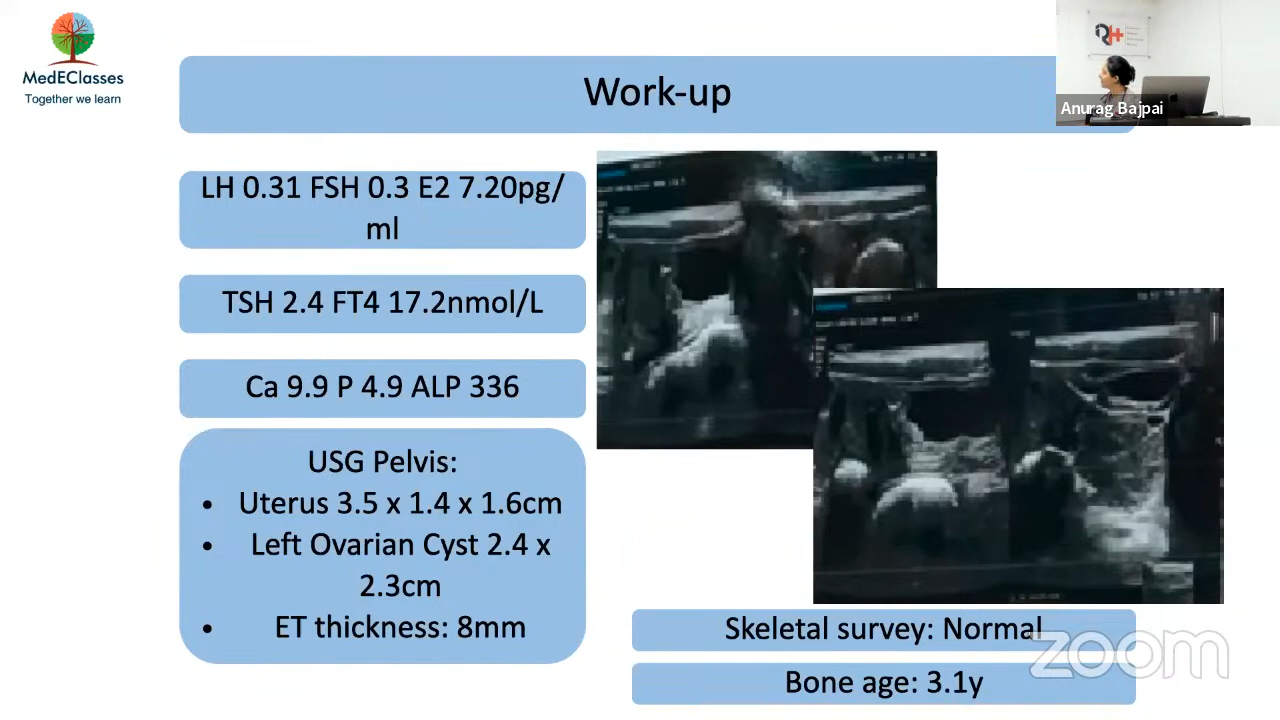 MedEClasses
Together we learn
Work-up
Anurag Bajpai
LH 0.31 FSH 0.3 E2 7.20pg/
ml
TSH 2.4 FT4 17.2nmol/L
Ca 9.9 P 4.9 ALP 336
USG Pelvis:
• Uterus 3.5 x 1.4 x 1.6cm
• Left Ovarian Cyst 2.4 x
2.3cm
• ET thickness: 8mm
Skeletal survey: Normal
Bone age: 3.1y
zoom